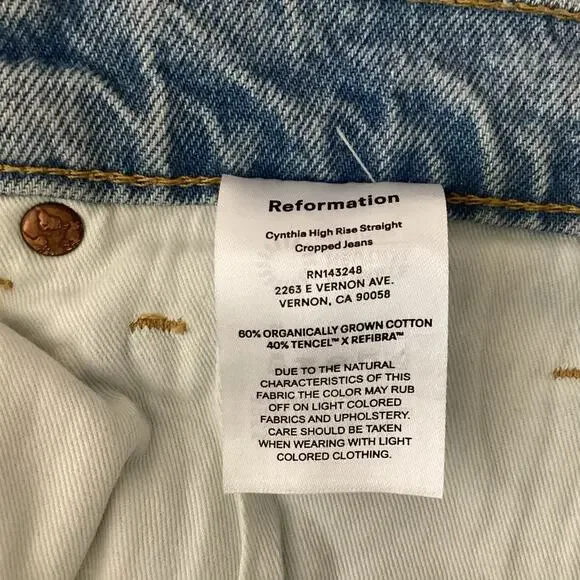 Reformation
Cynthia High Rise Straight
Cropped Jeans
RN143248
2263 E VERNON AVE.
VERNON, CA 90058
60% ORGANICALLY GROWN COTTON
40% TENCEL™ X REFIBRA™
DUE TO THE NATURAL
CHARACTERISTICS OF THIS
FABRIC THE COLOR MAY RUB
OFF ON LIGHT COLORED
FABRICS AND UPHOLSTERY.
CARE SHOULD BE TAKEN
WHEN WEARING WITH LIGHT
COLORED CLOTHING.